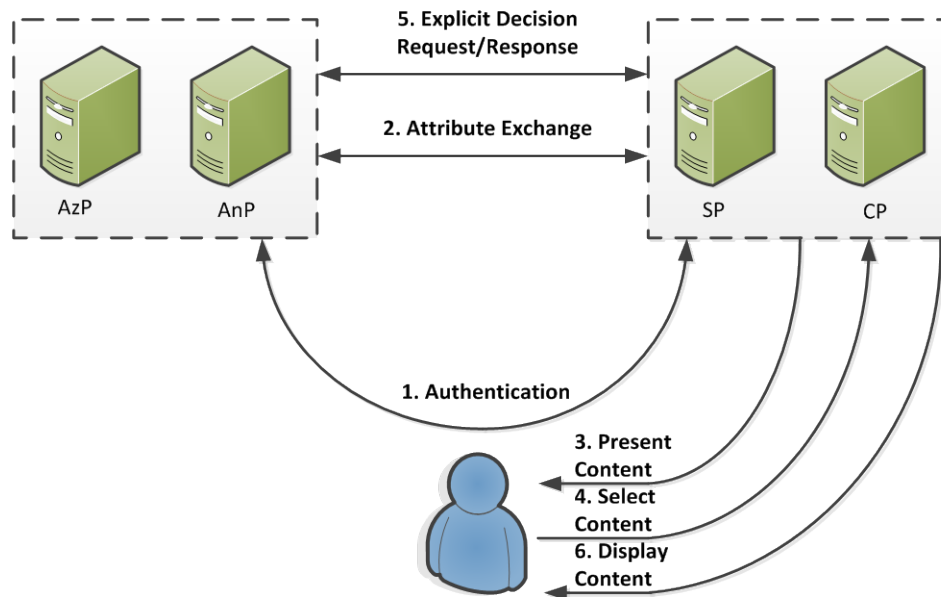 5. Explicit Decision
Request/Response
2. Attribute Exchange
AzP
AnP
SP
CP
1. Authentication
3. Present
Content
4. Select
Content
6. Display
Content